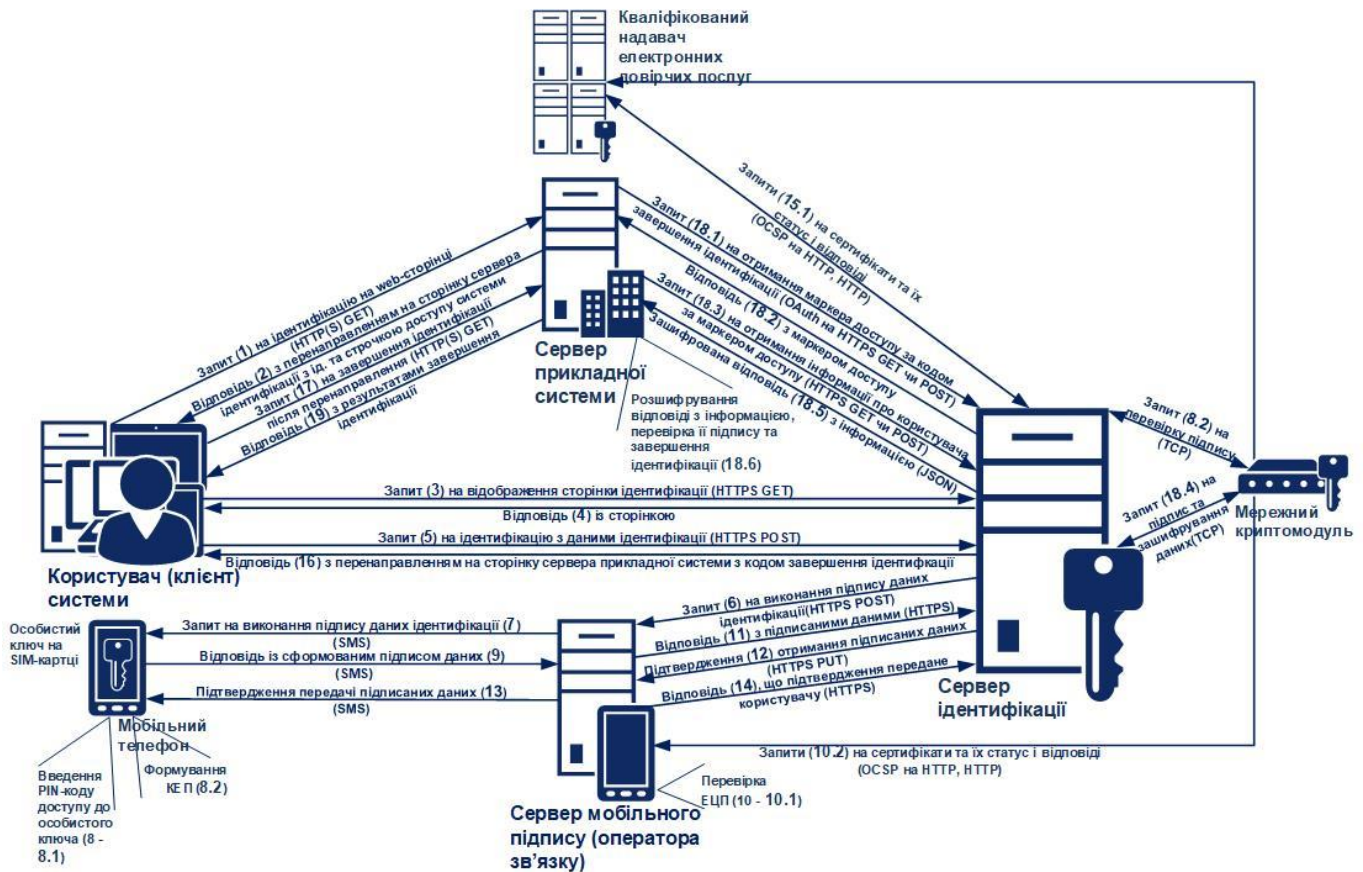 Кваліфікований
надавач
електронних
довірчих послуг
Запити (15.1) на сертифікати та їх
статус і відповіді
(OCSP на HTTP, HTTP)
Запит (18.1) на отримання маркера доступу за кодом
завершення ідентифікації (OAuth на HTTPS GET чи POST)
Відповідь (18.2) з маркером доступу
Запит (18.3) на отримання інформації про користувача
за маркером доступу (HTTPS GET чи POST)
Зашифрована відповідь (18.5) з інформацією (JSON)
Запит (1) на ідентифікацію на web-сторінці
(HTTP(S) GET)
Відповідь (2) з перенаправленням на сторінку сервера
ідентифікації з ід. та строчкою доступу системи
Запит (17) на завершення ідентифікації
після перенаправлення (HTTP(S) GET)
Відповідь (19) з результатами завершення
ідентифікації
Сервер
прикладної
системи
Розшифрування
відповіді з інформацією,
перевірка її підпису та
завершення
ідентифікації (18.6)
Запит (8.2) на
перевірку підпису
(TCP)
Запит (18.4) на
підпис та
зашифрування
даних(TCP)
Мережний
криптомодуль
Запит (3) на відображення сторінки ідентифікації (HTTPS GET)
Відповідь (4) із сторінкою
Запит (5) на ідентифікацію з даними ідентифікації (HTTPS POST)
Відповідь (16) з перенаправленням на сторінку сервера прикладної системи з кодом завершення ідентифкації
Користувач (клієнт)
системи
Запит (6) на виконання підпису даних
ідентифікації(HTTPS POST)
Відповідь (11) з підписаними даними (HTTPS)
Підтвердження (12) отримання підписаних даних
(HTTPS PUT)
Відповідь (14), що підтвердження передане
користувачу (HTTPS)
Особистий
ключ на
SIM-картці
Запит на виконання підпису даних ідентифікації (7)
(SMS)
Відповідь із сформованим підписом даних (9)
(SMS)
Підтвердження передачі підписаних даних (13)
(SMS)
Сервер
ідентифікації
Мобільний
телефон
Введення
PIN-коду
доступу до
особистого
ключа (8 -
8.1)
Формування
КЕП (8.2)
Запити (10.2) на сертифікати та їх статус і відповіді
(OCSP на HTTP, HTTP)
Перевірка
ЕЦП (10 - 10.1)
Сервер мобільного
підпису (оператора
зв’язку)